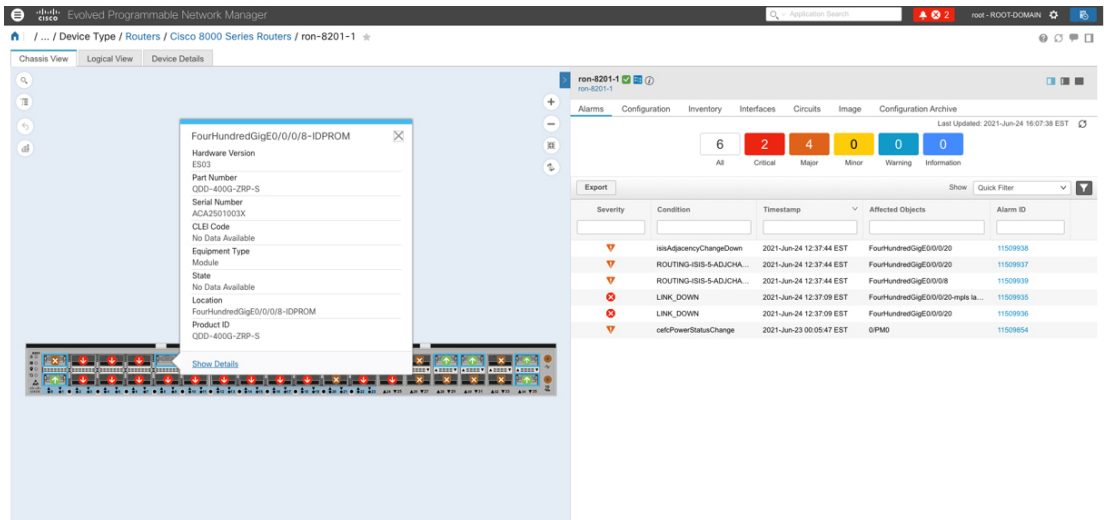 cisco Evolved Programmable Network Manager
Application Search
2
root - ROOT-DOMAIN
/ ... / Device Type / Routers / Cisco 8000 Series Routers / ron-8201-1
Chassis View Logical View Device Details
FourHundredGigE0/0/0/8-IDPROM
Hardware Version
ES03
Part Number
QDD-400G-ZRP-S
Serial Number
ACA2501003X
CLEI Code
No Data Available
Equipment Type
Module
State
No Data Available
Location
FourHundredGigE0/0/0/8-IDPROM
Product ID
QDD-400G-ZRP-S
Show Details
ron-8201-1
ron-8201-1
Alarms Configuration Inventory Interfaces Circuits Image Configuration Archive
Last Updated: 2021-Jun-24 16:07:38 EST
6 2 4 0 0 0
All Critical Major Minor Warning Information
Export Show Quick Filter
Severity Condition Timestamp Affected Objects Alarm ID
isisAdjacencyChangeDown 2021-Jun-24 12:37:44 EST FourHundredGigE0/0/0/20 11509938
ROUTING-ISIS-5-ADJCHA... 2021-Jun-24 12:37:44 EST FourHundredGigE0/0/0/20 11509937
ROUTING-ISIS-5-ADJCHA... 2021-Jun-24 12:37:44 EST FourHundredGigE0/0/0/8 11509939
LINK_DOWN 2021-Jun-24 12:37:09 EST FourHundredGigE0/0/0/20-mpls la... 11509935
LINK_DOWN 2021-Jun-24 12:37:09 EST FourHundredGigE0/0/0/20 11509936
cefcPowerStatusChange 2021-Jun-23 00:05:47 EST 0/PM0 11509854